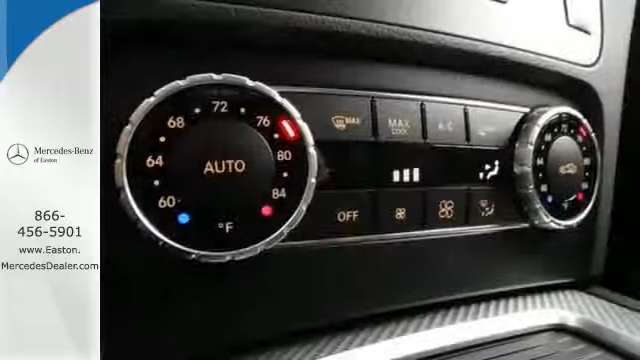 Mercedes-Benz
of Easton
866-
456-5901
www.Easton.
MercedesDealer.com
60
64
68
72
76
80
84
AUTO
°F
MAX
MAX
COOL
A/C
OFF